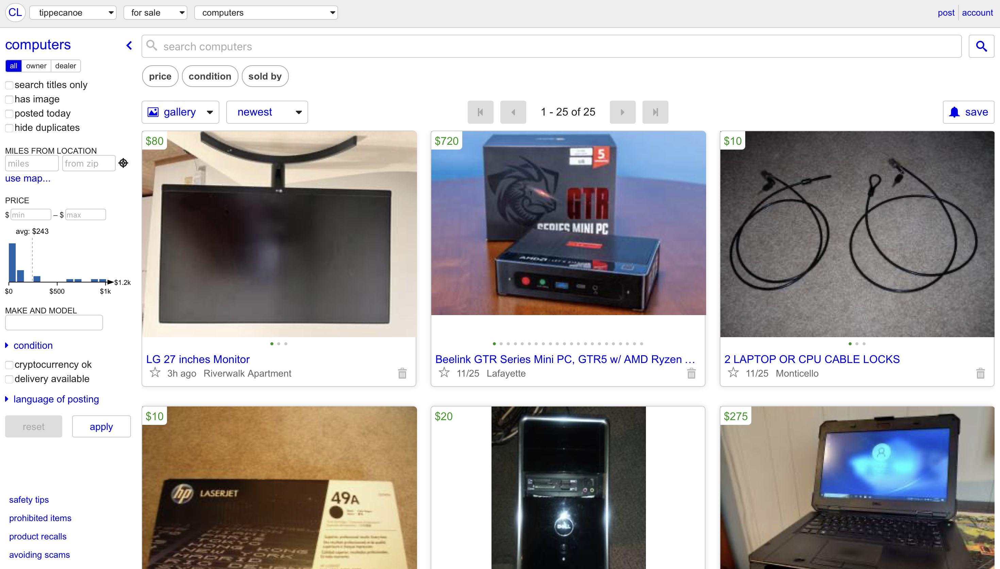 CL tippecanoe for sale computers post account
computers
all owner dealer
search titles only
has image
posted today
hide duplicates
MILES FROM LOCATION
miles from zip
use map...
PRICE
$ min – $ max
avg: $243
$1.2k
$0 $500 $1k
MAKE AND MODEL
condition
cryptocurrency ok
delivery available
language of posting
reset apply
safety tips
prohibited items
product recalls
avoiding scams
search computers
price condition sold by
gallery newest 1 - 25 of 25 save
$80
LG 27 inches Monitor
3h ago Riverwalk Apartment
$720
5
GTR
SERIES MINI PC
AMD
Beelink GTR Series Mini PC, GTR5 w/ AMD Ryzen ...
11/25 Lafayette
$10
2 LAPTOP OR CPU CABLE LOCKS
11/25 Monticello
$10
hp LASERJET
49A
HONG KONG
NEW YORK
MADRID
$20
DELL
$275